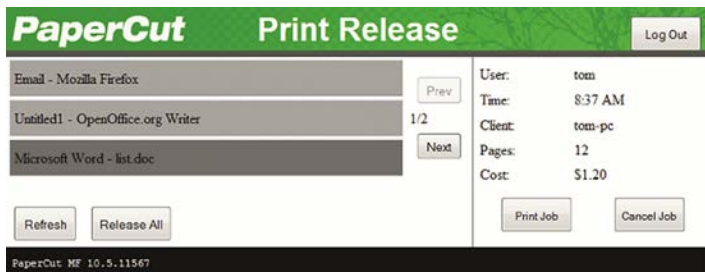 PaperCut Print Release Log Out
Email - Mozilla Firefox
Untitled1 - OpenOffice.org Writer
Microsoft Word - list.doc
Prev
1/2
Next
Refresh Release All
User: tom
Time: 8:37 AM
Client: tom-pc
Pages: 12
Cost: $1.20
Print Job Cancel Job
PaperCut MF 10.5.11567